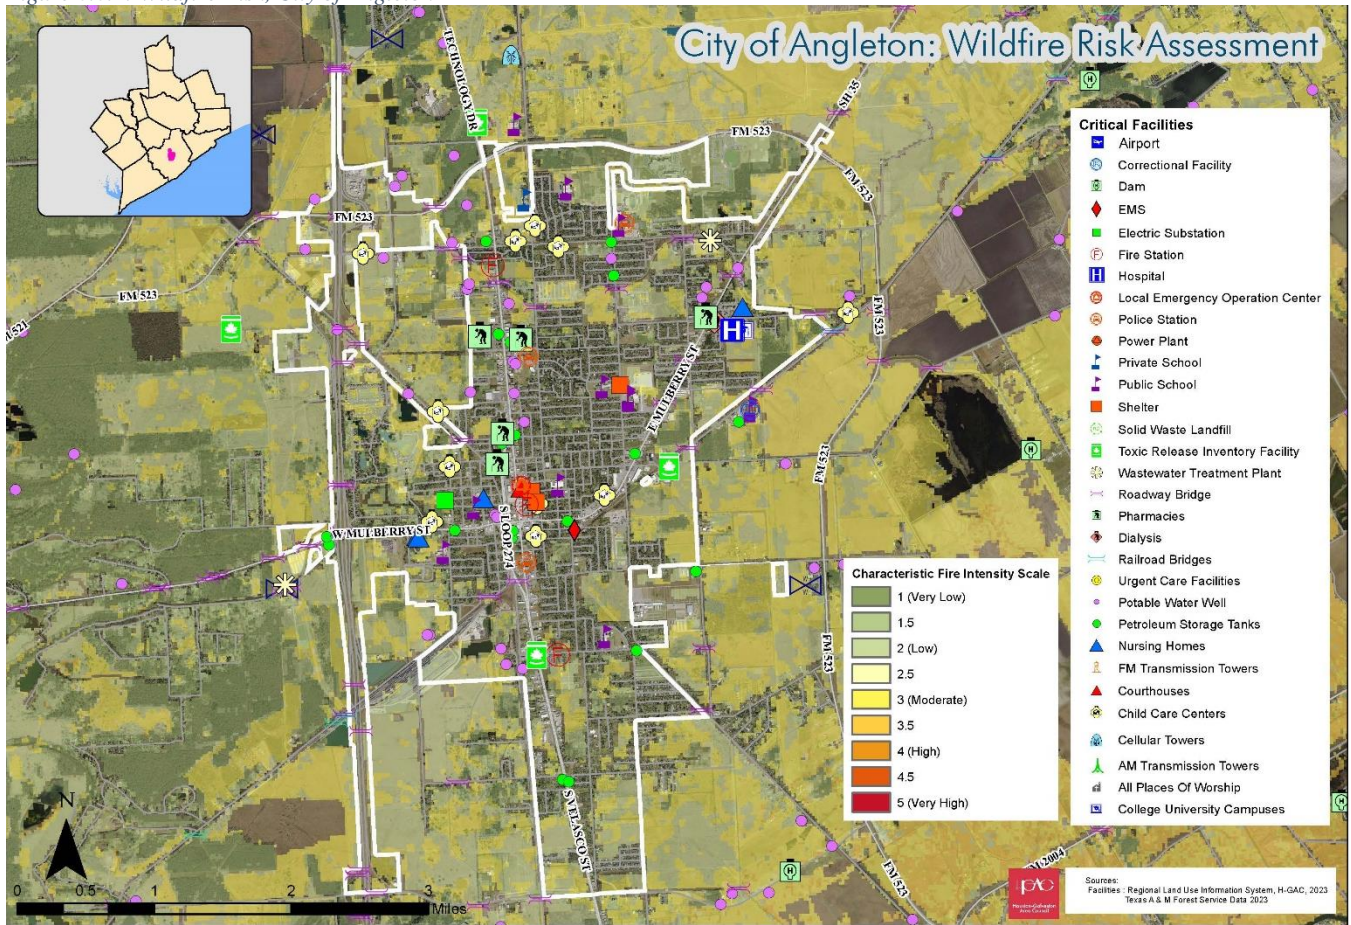 City of Angleton: Wildfire Risk Assessment
TECHNOLOGY DR
SH 35
FM 523
FM 523
FM 523
FM 523
FM 523
FM 523
FM 523
FM 523
E MULBERRY ST
W MULBERRY ST
S LOOP 274
S VELASCO ST
FM 2004
Critical Facilities
Airport
Correctional Facility
Dam
EMS
Electric Substation
Fire Station
Hospital
Local Emergency Operation Center
Police Station
Power Plant
Private School
Public School
Shelter
Solid Waste Landfill
Toxic Release Inventory Facility
Wastewater Treatment Plant
Roadway Bridge
Pharmacies
Dialysis
Railroad Bridges
Urgent Care Facilities
Potable Water Well
Petroleum Storage Tanks
Nursing Homes
FM Transmission Towers
Courthouses
Child Care Centers
Cellular Towers
AM Transmission Towers
All Places Of Worship
College University Campuses
Characteristic Fire Intensity Scale
1 (Very Low)
1.5
2 (Low)
2.5
3 (Moderate)
3.5
4 (High)
4.5
5 (Very High)
N
0 0.5 1 2 3
Miles
Houston-Galveston
Area Council
Sources:
Facilities : Regional Land Use Information System, H-GAC, 2023
Texas A & M Forest Service Data 2023